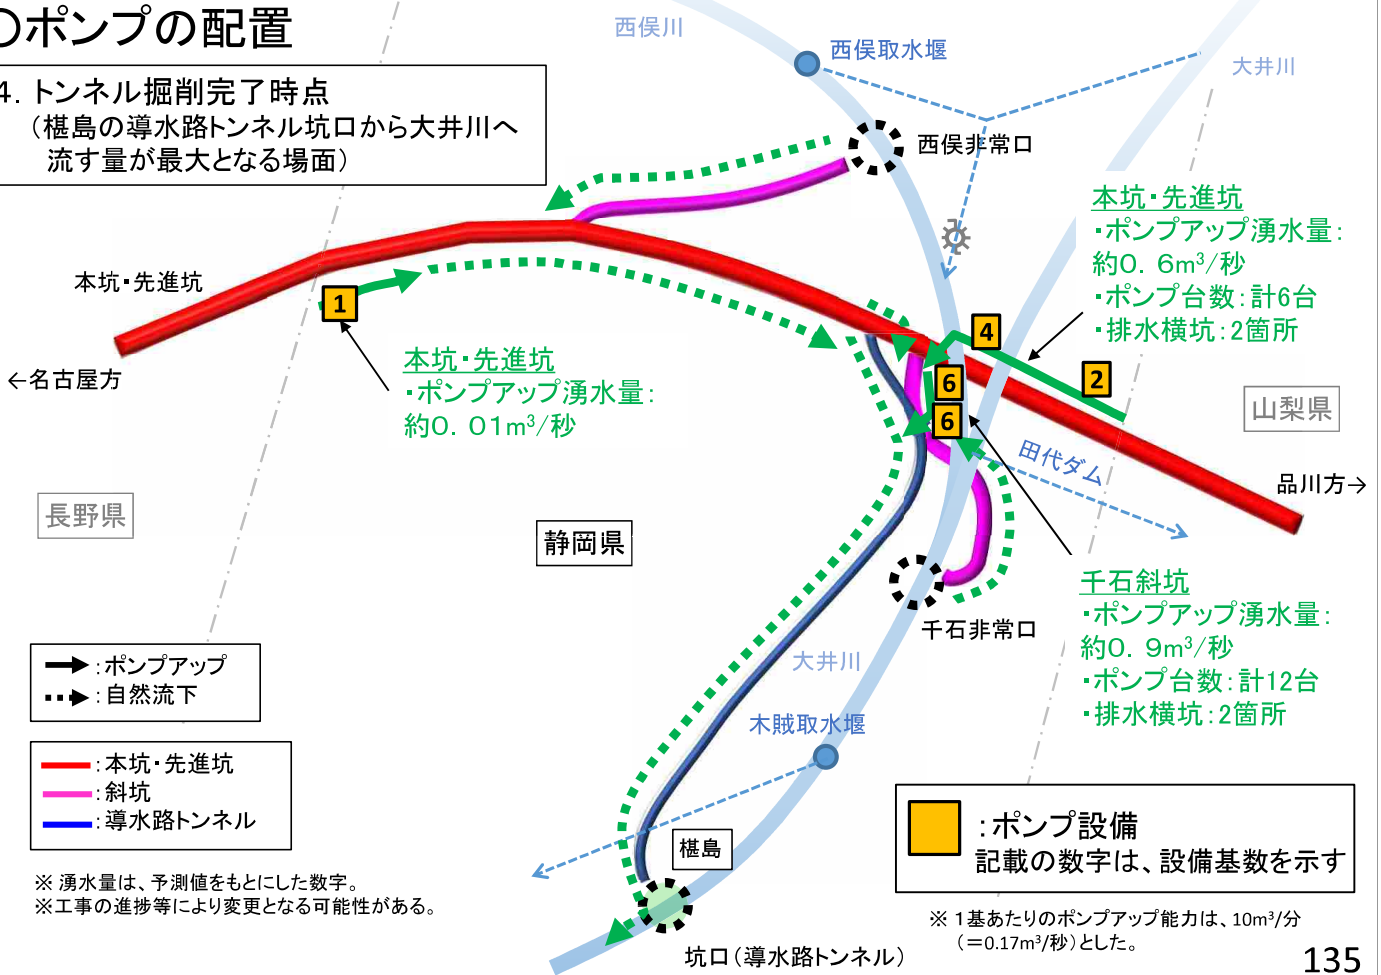 〇ポンプの配置
4. トンネル掘削完了時点
(椹島の導水路トンネル坑口から大井川へ
流す量が最大となる場面)
西俣川
西俣取水堰
大井川
西俣非常口
本坑・先進坑
・ポンプアップ湧水量:
約0. 6m³/秒
・ポンプ台数:計6台
・排水横坑:2箇所
本坑・先進坑
1
4
2
6
6
←名古屋方
本坑・先進坑
・ポンプアップ湧水量:
約0. 01m³/秒
山梨県
田代ダム
品川方→
長野県
静岡県
千石斜坑
・ポンプアップ湧水量:
約0. 9m³/秒
・ポンプ台数:計12台
・排水横坑:2箇所
千石非常口
大井川
木賊取水堰
:ポンプアップ
:自然流下
:本坑・先進坑
:斜坑
:導水路トンネル
椹島
:ポンプ設備
記載の数字は、設備基数を示す
※ 湧水量は、予測値をもとにした数字。
※工事の進捗等により変更となる可能性がある。
※ 1基あたりのポンプアップ能力は、10m³/分
(=0.17m³/秒)とした。
坑口(導水路トンネル)
135